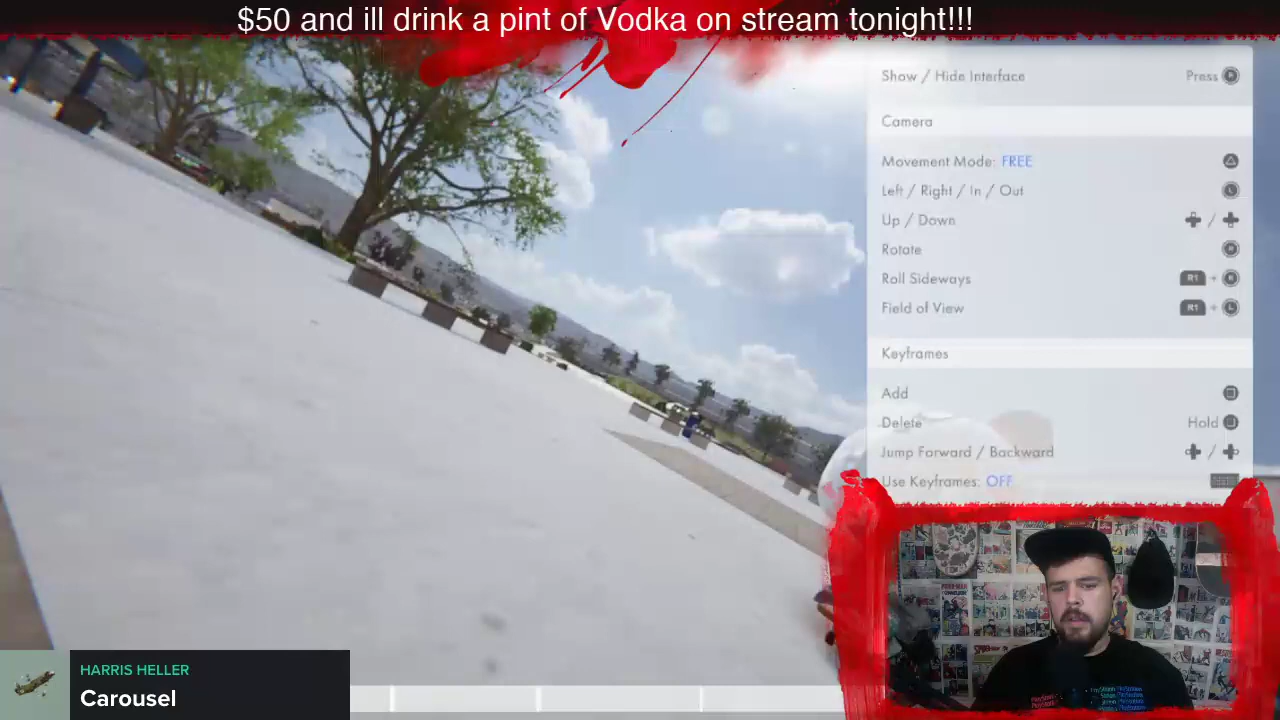 $50 and ill drink a pint of Vodka on stream tonight!!!
Show / Hide Interface Press
Camera
Movement Mode: FREE
Left / Right / In / Out
Up / Down /
Rotate
Roll Sideways R1 +
Field of View R1 +
Keyframes
Add
Delete Hold
Jump Forward / Backward /
Use Keyframes: OFF
HARRIS HELLER
Carousel